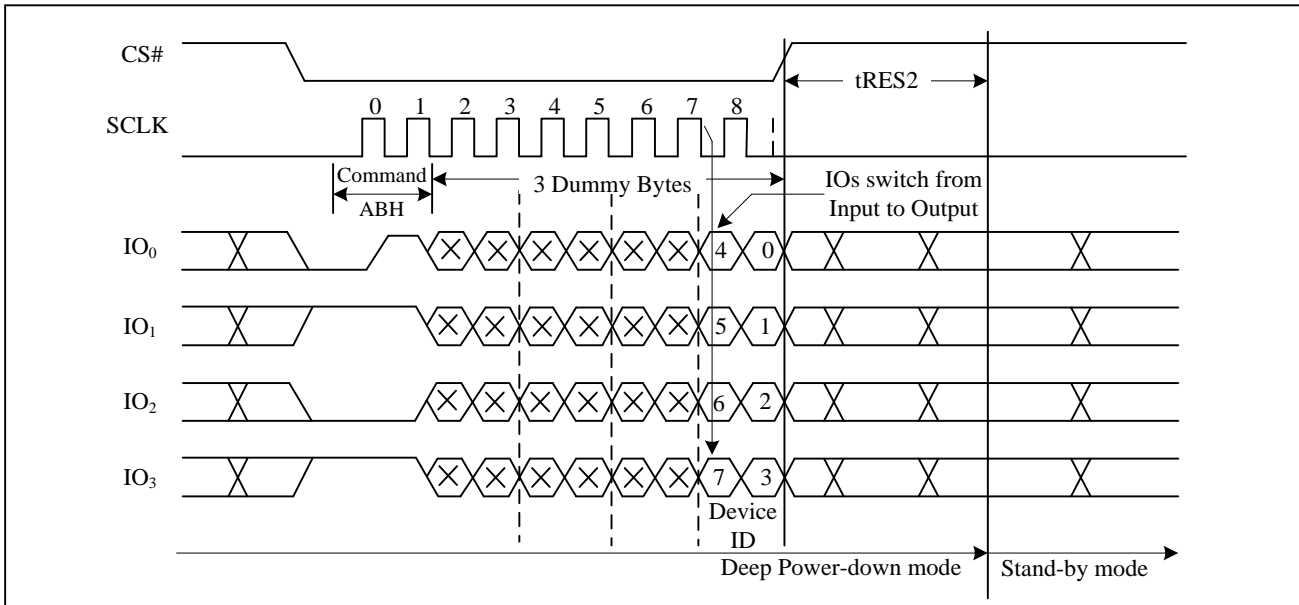 CS#
tRES2
0 1 2 3 4 5 6 7 8
SCLK
Command
ABH
3 Dummy Bytes
IOs switch from
Input to Output
IO0 4 0
IO1 5 1
IO2 6 2
IO3 7 3
Device
ID
Deep Power-down mode
Stand-by mode